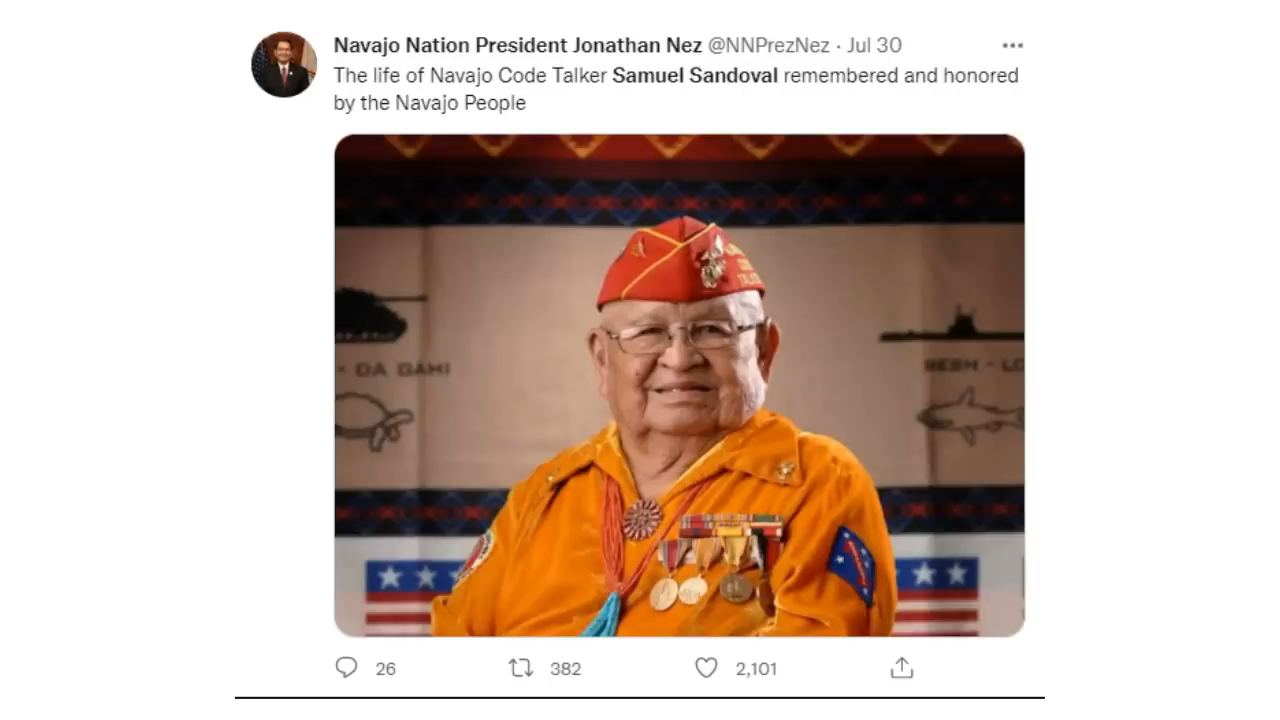 Navajo Nation President Jonathan Nez @NNPrezNez · Jul 30
The life of Navajo Code Talker Samuel Sandoval remembered and honored
by the Navajo People
- DA GAHI
BESH - LO
26 382 2,101